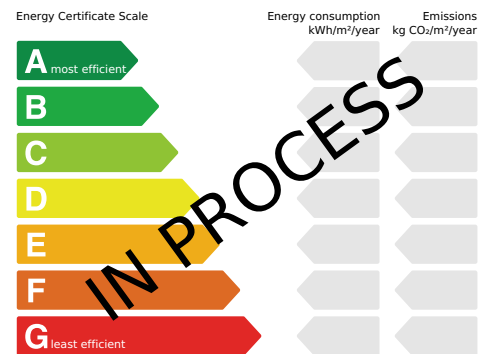 Energy Certificate Scale
Energy consumption
kWh/m²/year
Emissions
kg CO₂/m²/year
A most efficient
B
C
D
E
F
G least efficient
IN PROCESS